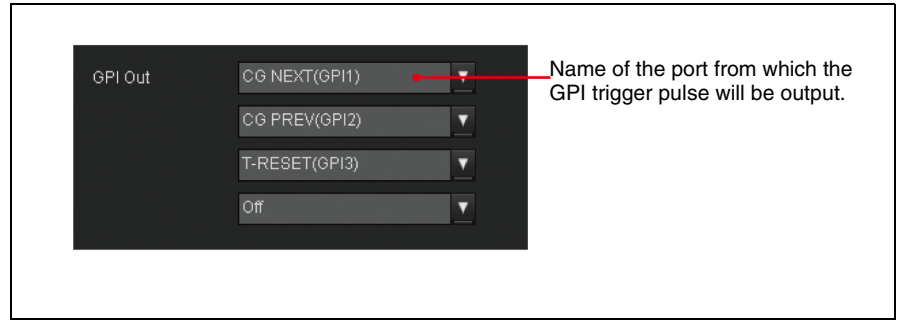 GPI Out
CG NEXT(GPI1)
Name of the port from which the
GPI trigger pulse will be output.
CG PREV(GPI2)
T-RESET(GPI3)
Off